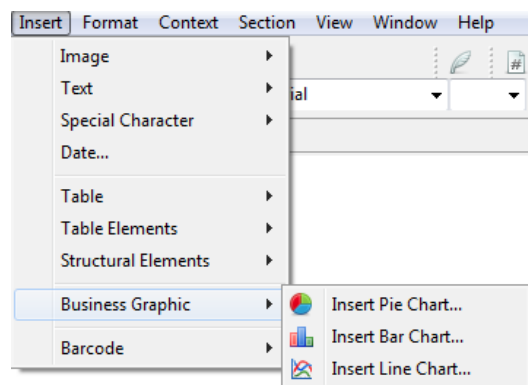 Insert Format Context Section View Window Help
Image
Text
ial
Special Character
Date...
Table
Table Elements
Structural Elements
Business Graphic
Insert Pie Chart...
Insert Bar Chart...
Barcode
Insert Line Chart...